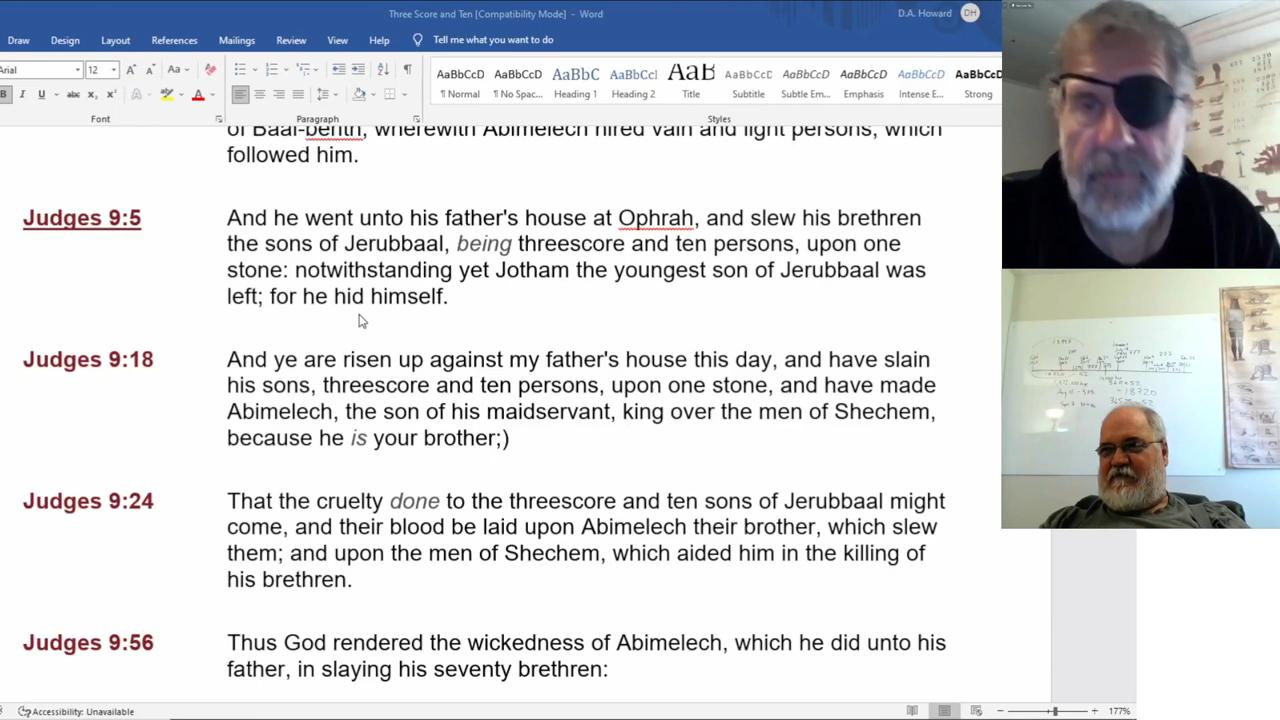 Three Score and Ten [Compatibility Mode] - Word
D.A. Howard
DH
Draw Design Layout References Mailings Review View Help Tell me what you want to do
Arial 12
AaBbCcD AaBbCcD AaBbC AaBbCcl AaB AaBbCcD AaBbCcD AaBbCcD AaBbCcD AaBbCcD
¶ Normal ¶ No Spac... Heading 1 Heading 2 Title Subtitle Subtle Em... Emphasis Intense E... Strong
Font Paragraph Styles
of Baal-berith, wherewith Abimelech hired vain and light persons, which
followed him.
Judges 9:5 And he went unto his father's house at Ophrah, and slew his brethren
the sons of Jerubbaal, being threescore and ten persons, upon one
stone: notwithstanding yet Jotham the youngest son of Jerubbaal was
left; for he hid himself.
Judges 9:18 And ye are risen up against my father's house this day, and have slain
his sons, threescore and ten persons, upon one stone, and have made
Abimelech, the son of his maidservant, king over the men of Shechem,
because he is your brother;)
Judges 9:24 That the cruelty done to the threescore and ten sons of Jerubbaal might
come, and their blood be laid upon Abimelech their brother, which slew
them; and upon the men of Shechem, which aided him in the killing of
his brethren.
Judges 9:56 Thus God rendered the wickedness of Abimelech, which he did unto his
father, in slaying his seventy brethren:
Accessibility: Unavailable
177%